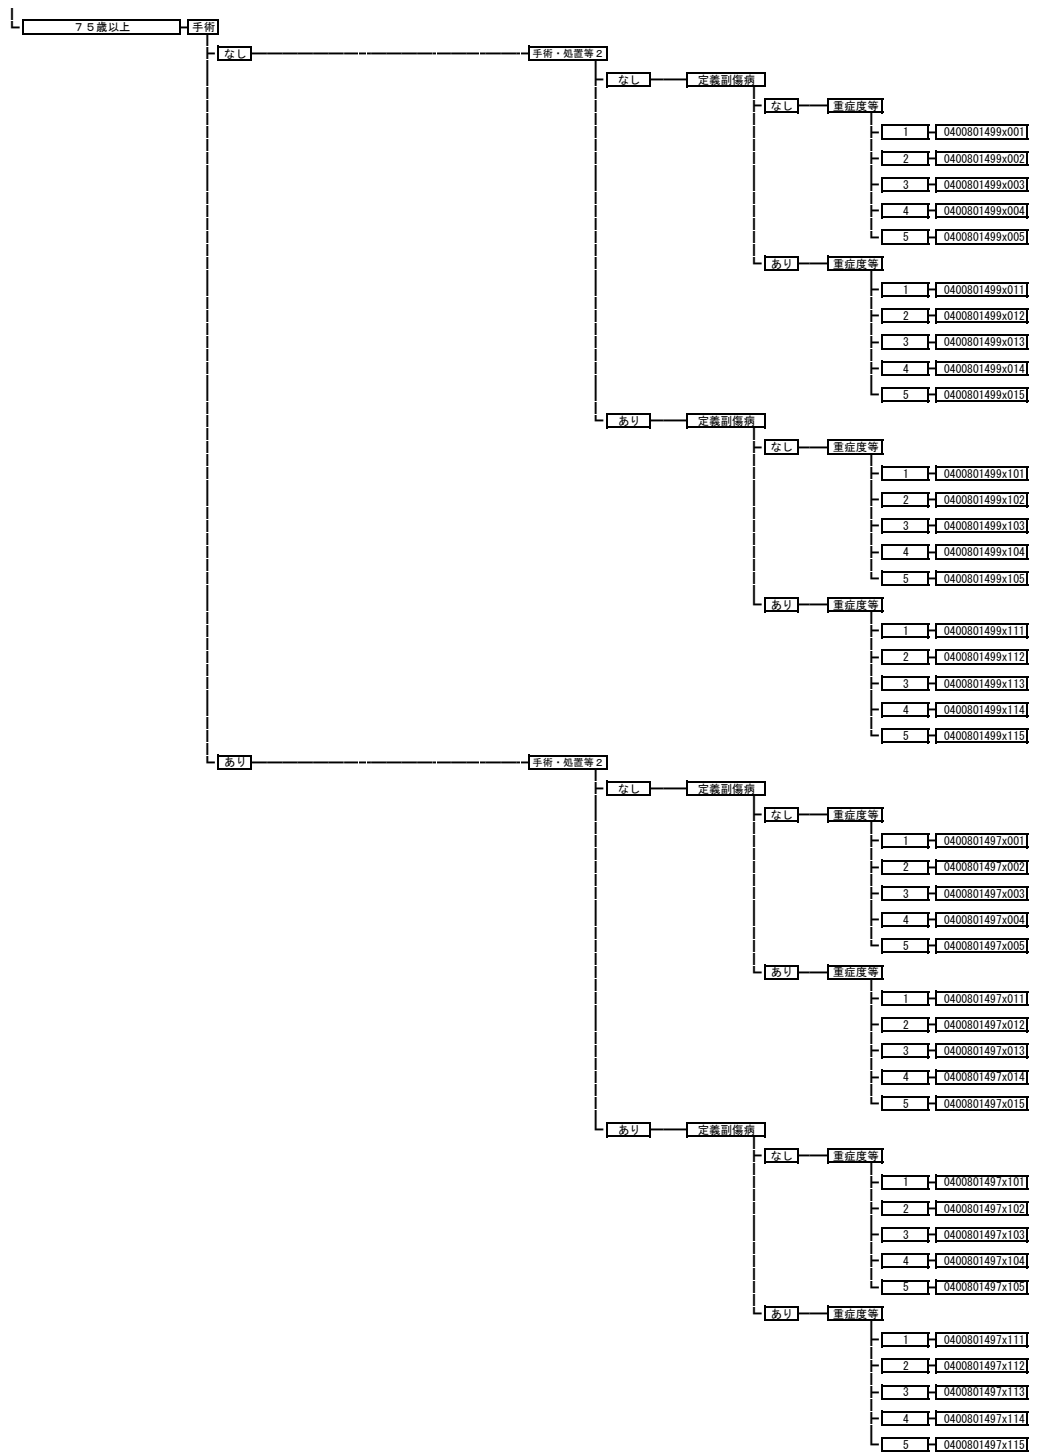 ７５歳以上 手術
なし 手術・処置等２
なし 定義副傷病
なし 重症度等
1 0400801499x001
2 0400801499x002
3 0400801499x003
4 0400801499x004
5 0400801499x005
あり 重症度等
1 0400801499x011
2 0400801499x012
3 0400801499x013
4 0400801499x014
5 0400801499x015
あり 定義副傷病
なし 重症度等
1 0400801499x101
2 0400801499x102
3 0400801499x103
4 0400801499x104
5 0400801499x105
あり 重症度等
1 0400801499x111
2 0400801499x112
3 0400801499x113
4 0400801499x114
5 0400801499x115
あり 手術・処置等２
なし 定義副傷病
なし 重症度等
1 0400801497x001
2 0400801497x002
3 0400801497x003
4 0400801497x004
5 0400801497x005
あり 重症度等
1 0400801497x011
2 0400801497x012
3 0400801497x013
4 0400801497x014
5 0400801497x015
あり 定義副傷病
なし 重症度等
1 0400801497x101
2 0400801497x102
3 0400801497x103
4 0400801497x104
5 0400801497x105
あり 重症度等
1 0400801497x111
2 0400801497x112
3 0400801497x113
4 0400801497x114
5 0400801497x115